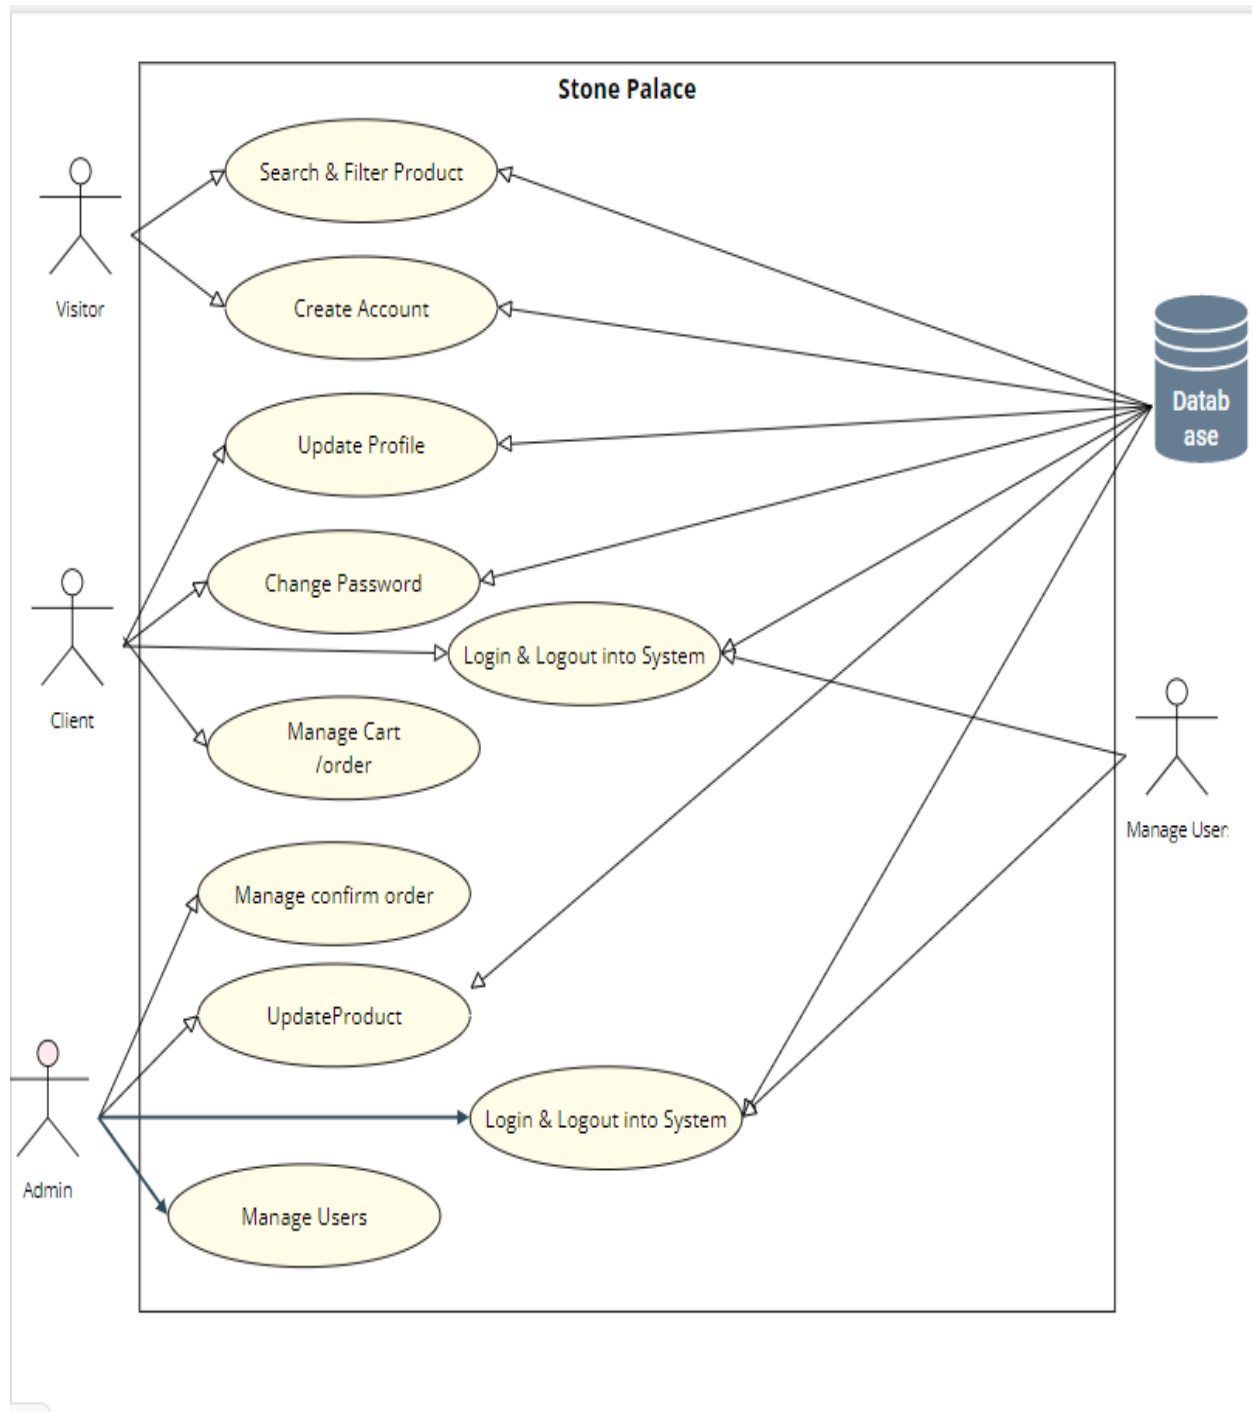 Stone Palace
Search & Filter Product
Visitor
Create Account
Datab
ase
Update Profile
Change Password
Login & Logout into System
Client
Manage Cart
/order
Manage User
Manage confirm order
UpdateProduct
Admin
Login & Logout into System
Manage Users